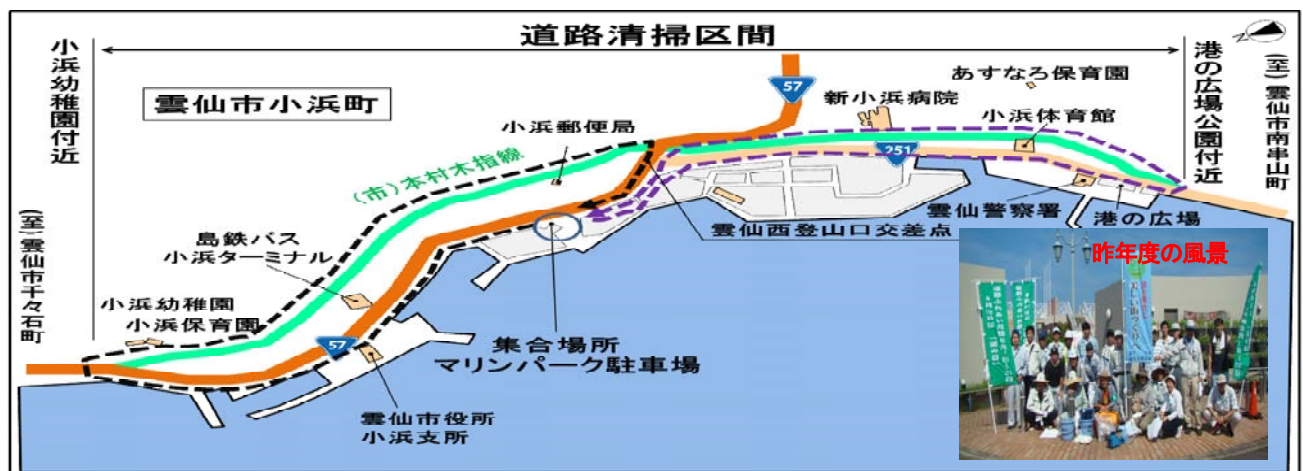 道路清掃区間
小浜幼稚園付近
雲仙市小浜町
57
あすなろ保育園
新小浜病院
小浜体育館
港の広場公園付近
(至)雲仙市南串山町
Z
小浜郵便局
251
(市)本村木指線
雲仙警察署
港の広場
雲仙西登山口交差点
島鉄バス
小浜ターミナル
(至)雲仙市千々石町
小浜幼稚園
小浜保育園
57
集合場所
マリンパーク駐車場
雲仙市役所
小浜支所
昨年度の風景